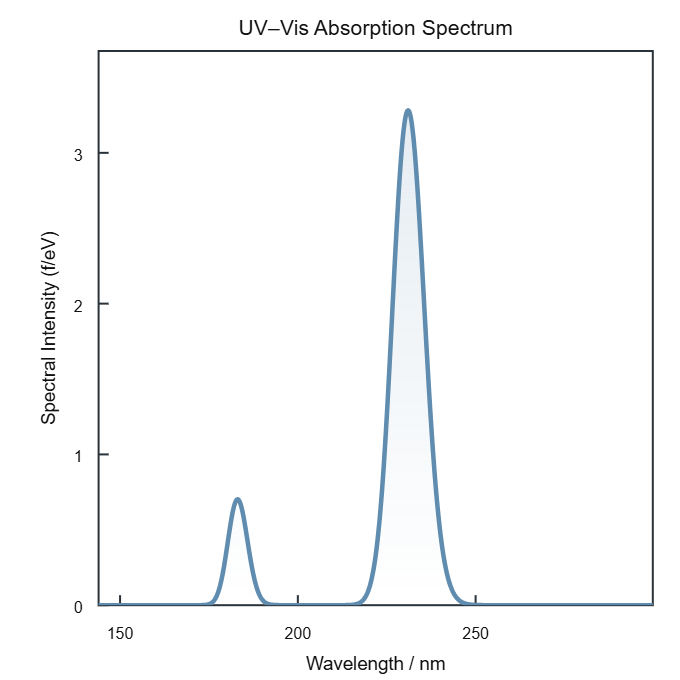 UV–Vis Absorption Spectrum
Spectral Intensity (f/eV)
3
2
1
0
150 200 250
Wavelength / nm